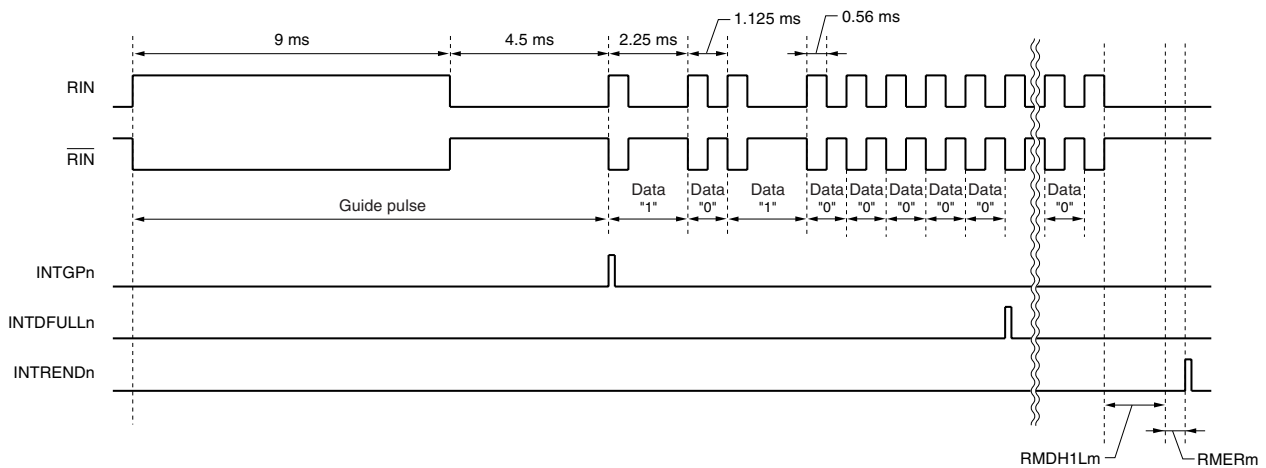 1.125 ms
0.56 ms
9 ms
4.5 ms
2.25 ms
RIN
RIN
Guide pulse
Data "1"
Data "0"
Data "1"
Data "0"
Data "0"
Data "0"
Data "0"
Data "0"
Data "0"
INTGPn
INTDFULLn
INTRENDn
RMDH1Lm
RMERm